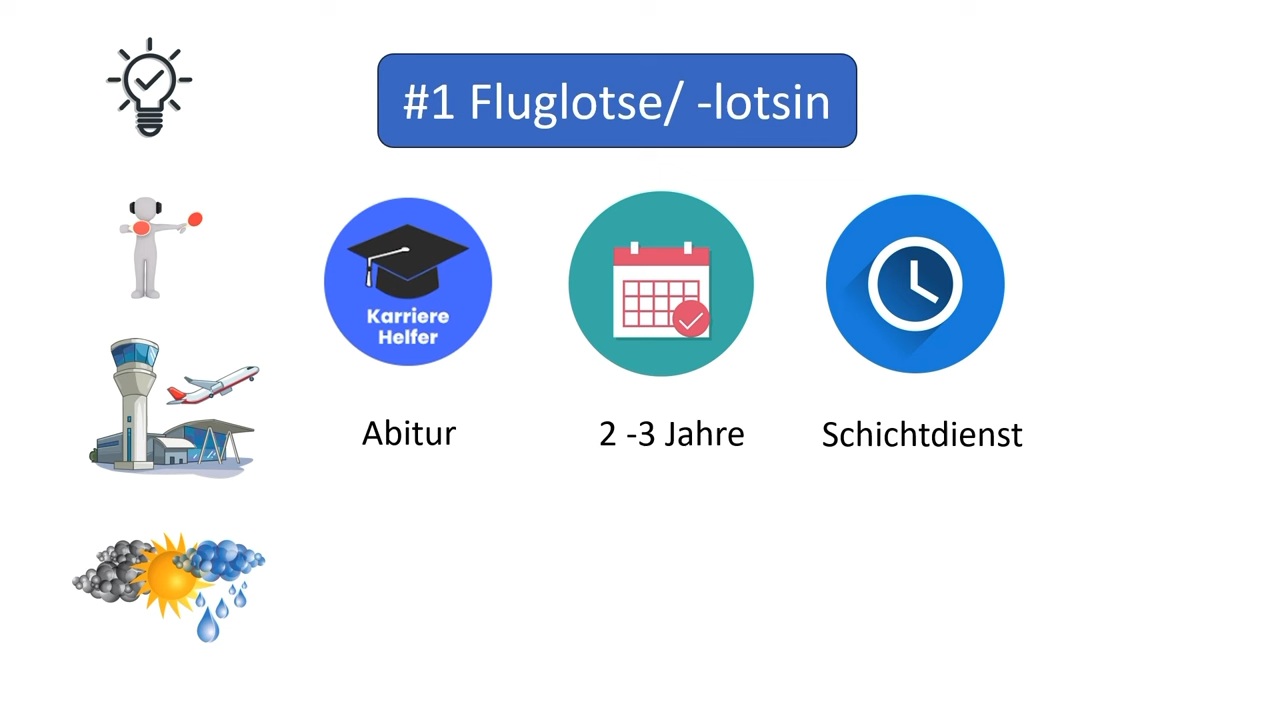 #1 Fluglotse/ -lotsin
Karriere
Helfer
Abitur
2 -3 Jahre
Schichtdienst